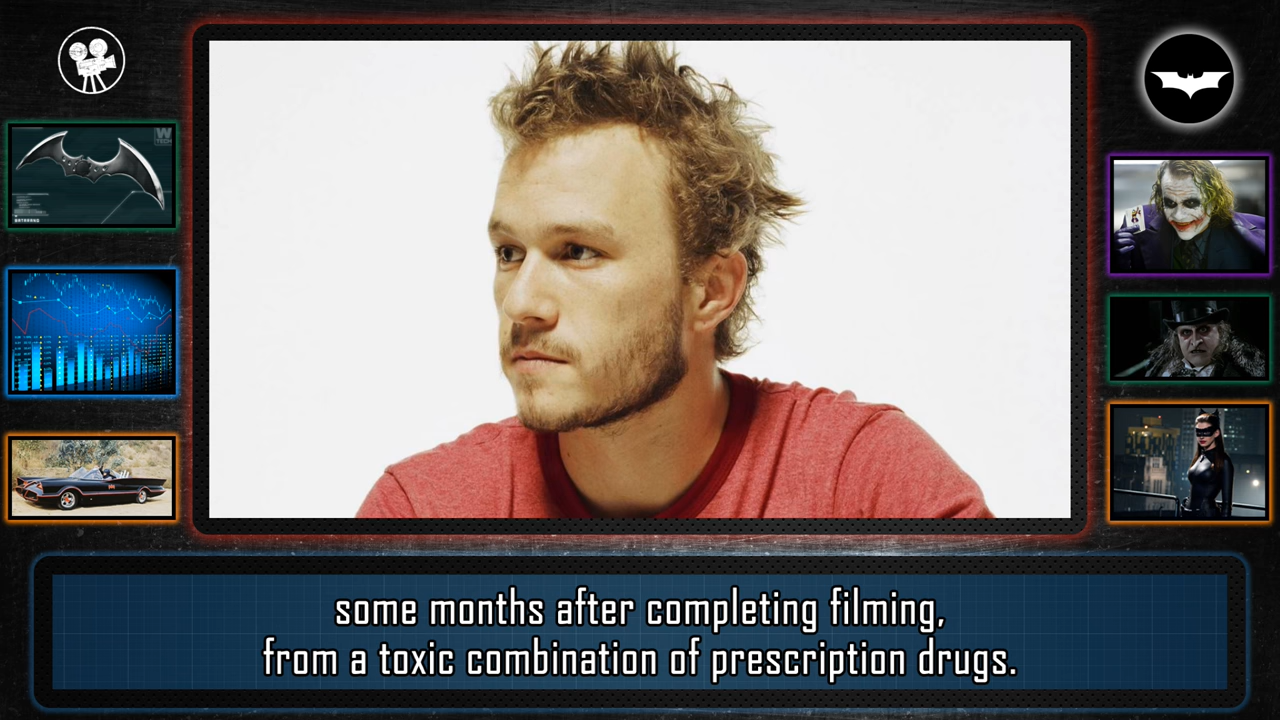 some months after completing filming,
from a toxic combination of prescription drugs.